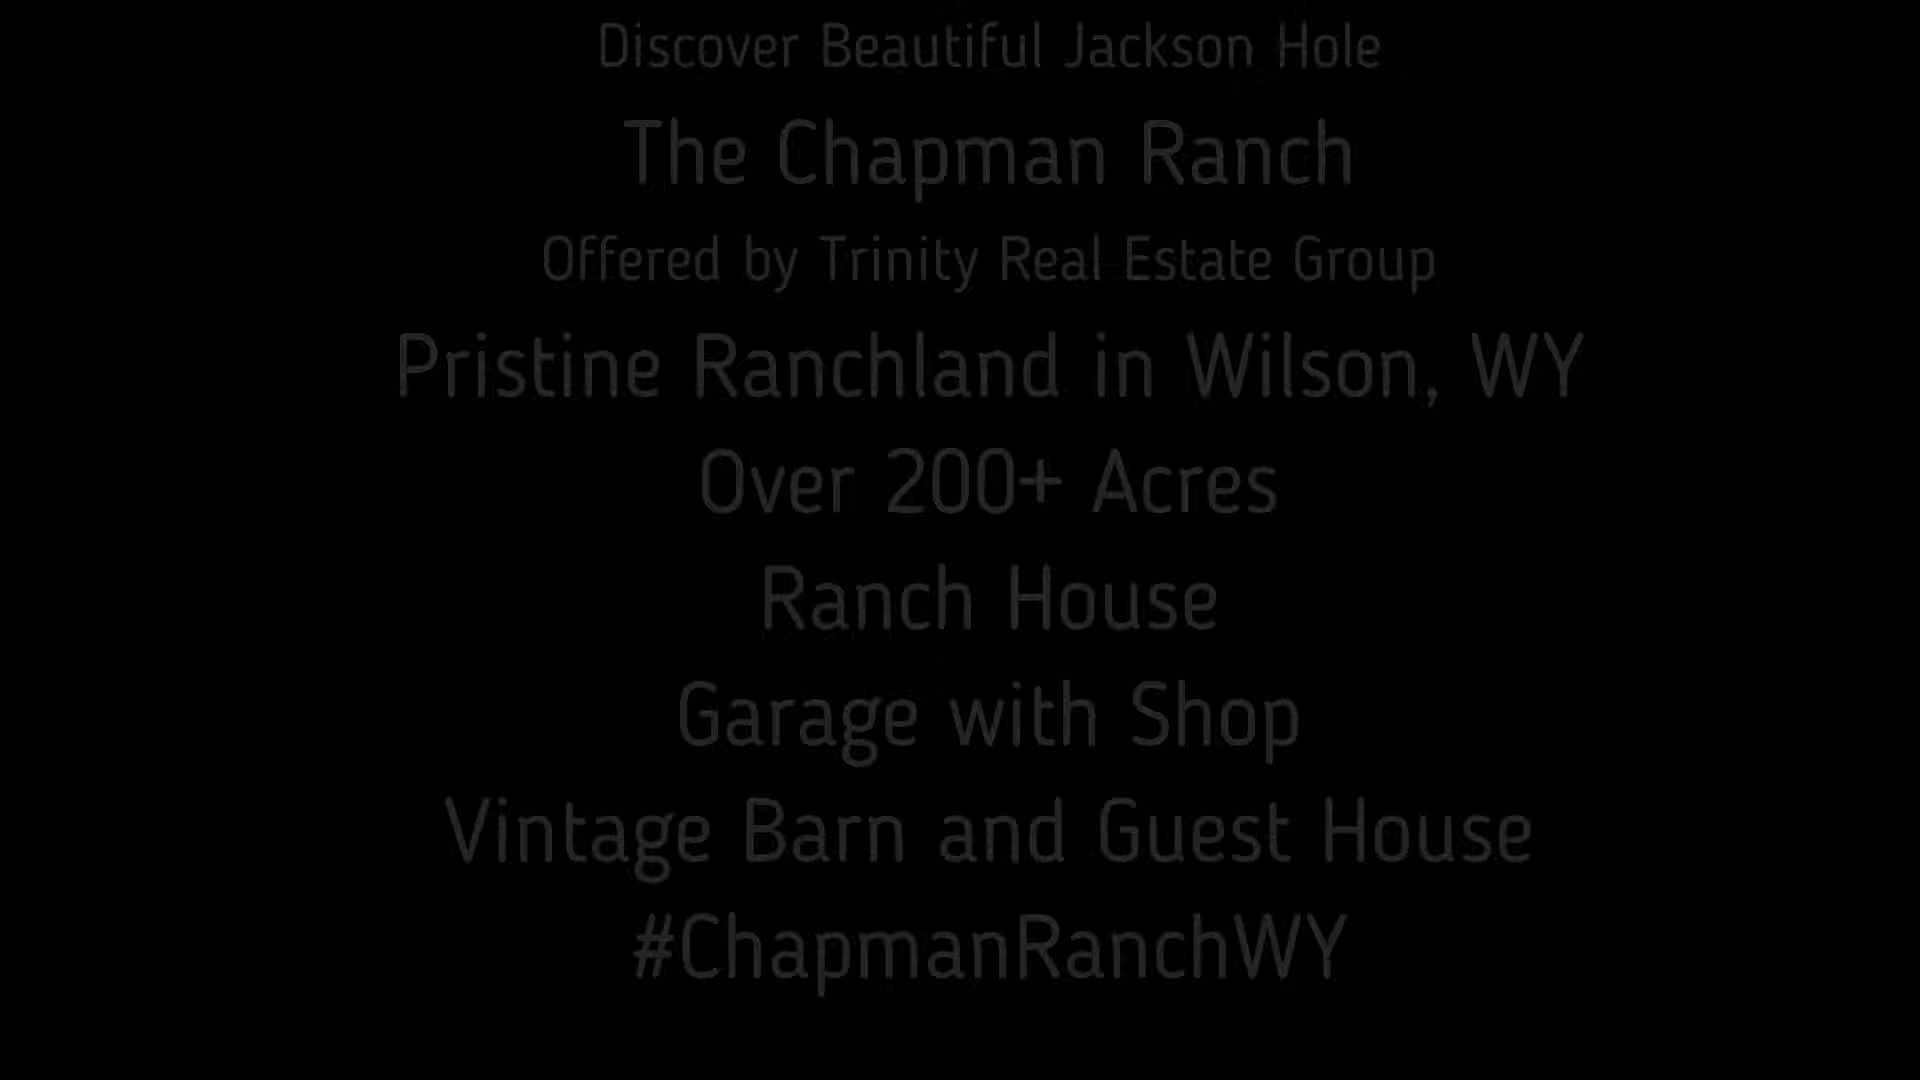 Discover Beautiful Jackson Hole
The Chapman Ranch
Offered by Trinity Real Estate Group
Pristine Ranchland in Wilson, WY
Over 200+ Acres
Ranch House
Garage with Shop
Vintage Barn and Guest House
#ChapmanRanchWY